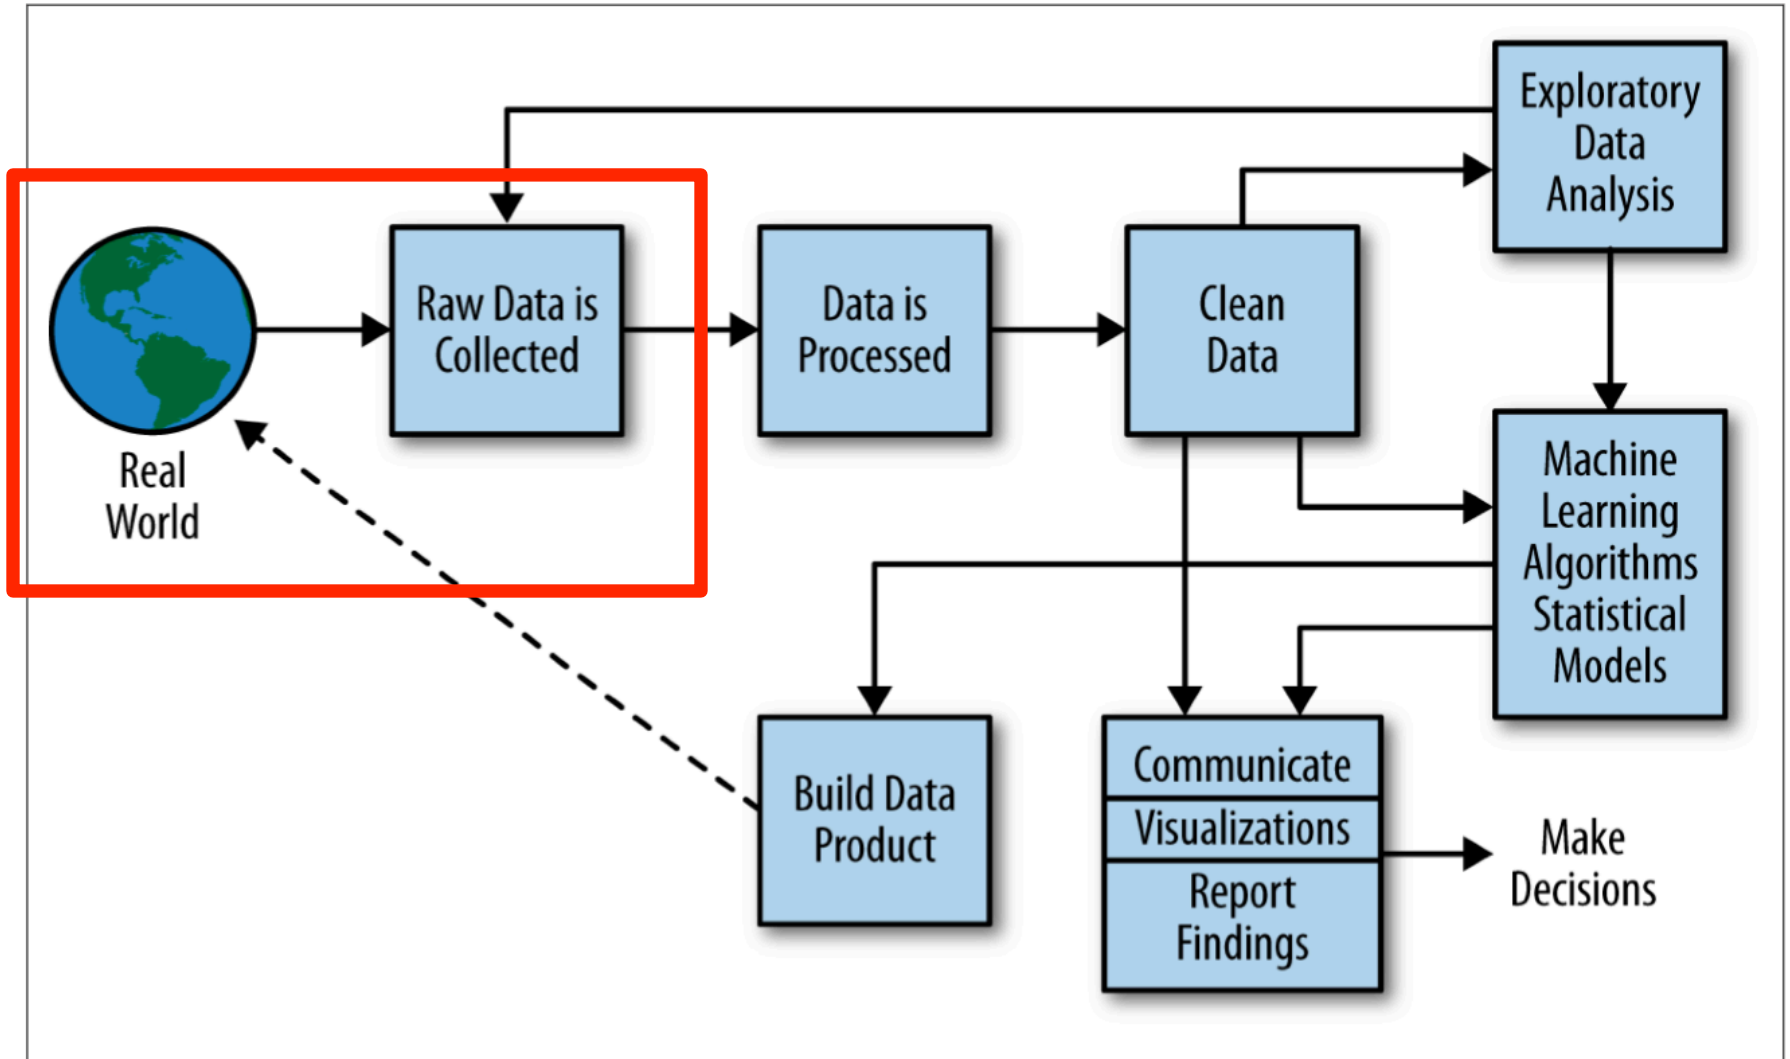 Exploratory
Data
Analysis
Real
World
Raw Data is
Collected
Data is
Processed
Clean
Data
Machine
Learning
Algorithms
Statistical
Models
Build Data
Product
Communicate
Visualizations
Report
Findings
Make
Decisions